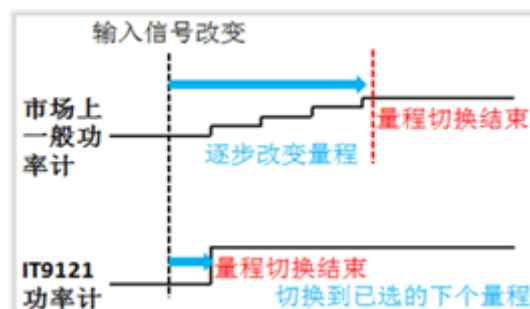 输入信号改变
市场上
一般功
率计
量程切换结束
逐步改变量程
IT9121
功率计
量程切换结束
切换到已选的下个量程